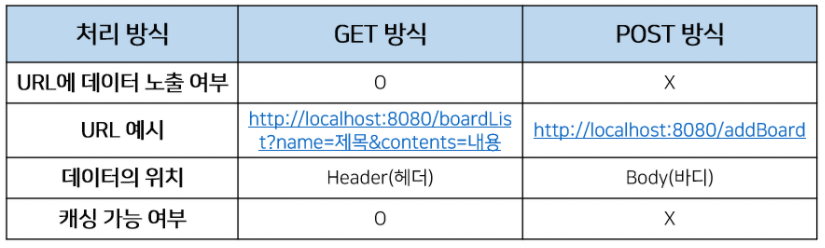 처리 방식 GET 방식 POST 방식
URL에 데이터 노출 여부 O X
URL 예시 http://localhost:8080/boardLis
t?name=제목&contents=내용 http://localhost:8080/addBoard
데이터의 위치 Header(헤더) Body(바디)
캐싱 가능 여부 O X